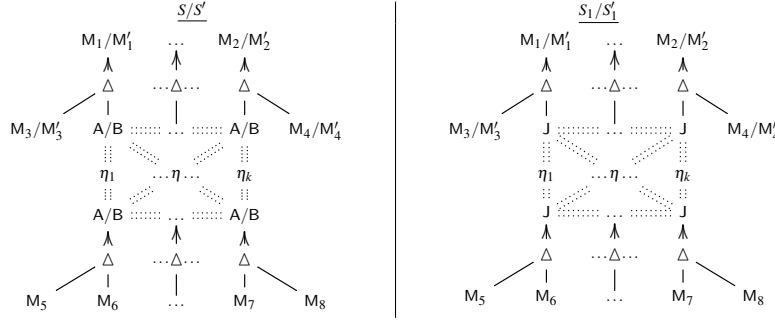 S/S′ S₁/S′₁
M₁/M′₁ … M₂/M′₂ M₁/M′₁ … M₂/M′₂
Δ …Δ… Δ Δ …Δ… Δ
M₃/M′₃ A/B … A/B M₄/M′₄ M₃/M′₃ J … J M₄/M′₄
η₁ …η… ηₖ η₁ …η… ηₖ
A/B … A/B J … J
Δ …Δ… Δ Δ …Δ… Δ
M₅ M₆ … M₇ M₈ M₅ M₆ … M₇ M₈